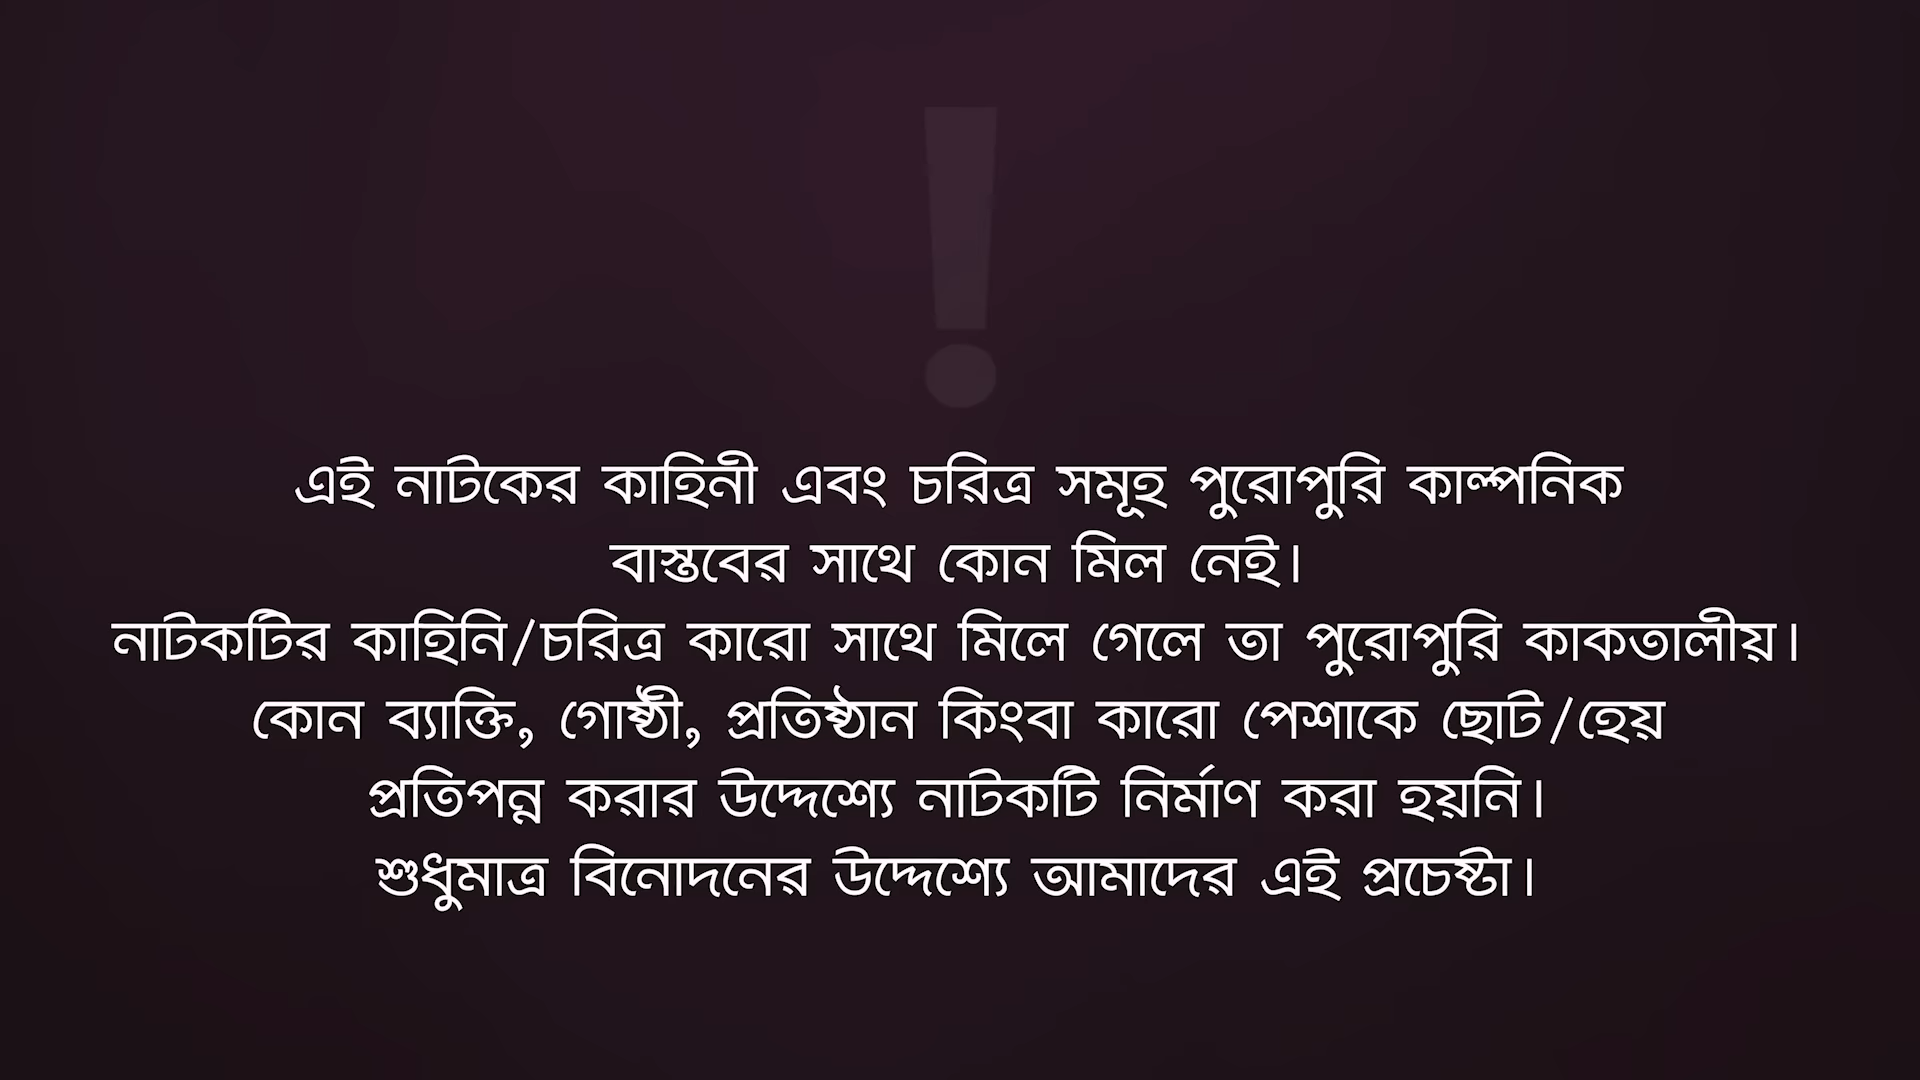 এই নাটকের কাহিনী এবং চরিত্র সমূহ পুরোপুরি কাল্পনিক
বাস্তবের সাথে কোন মিল নেই।
নাটকটির কাহিনি/চরিত্র কারো সাথে মিলে গেলে তা পুরোপুরি কাকতালীয়।
কোন ব্যাক্তি, গোষ্ঠী, প্রতিষ্ঠান কিংবা কারো পেশাকে ছোট/হেয়
প্রতিপন্ন করার উদ্দেশ্যে নাটকটি নির্মাণ করা হয়নি।
শুধুমাত্র বিনোদনের উদ্দেশ্যে আমাদের এই প্রচেষ্টা।